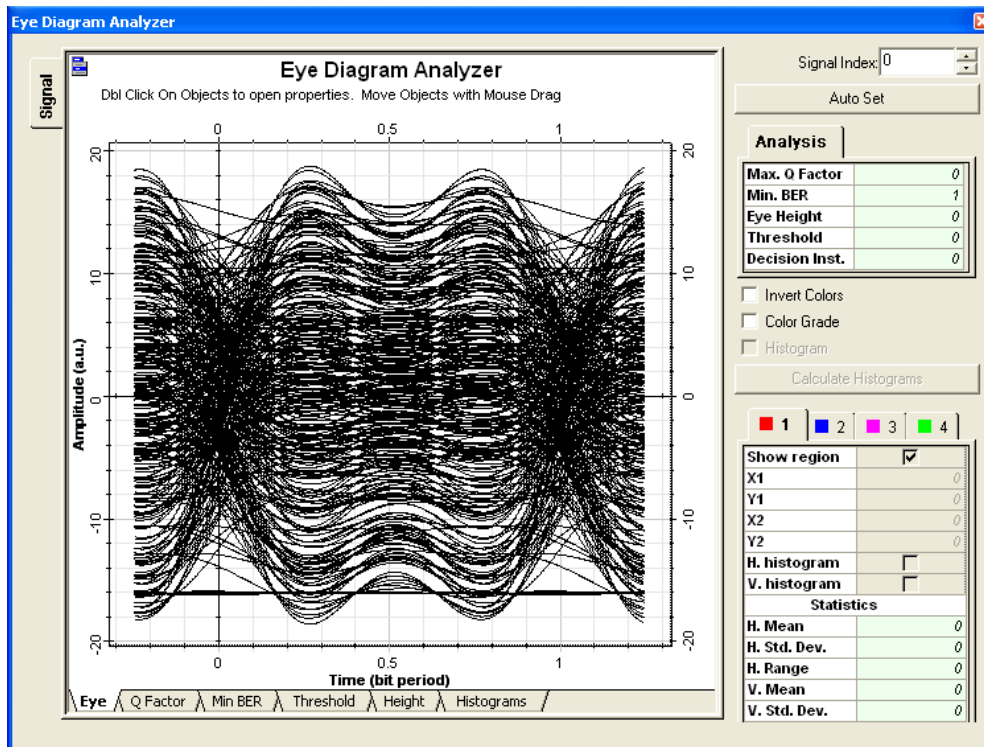 Eye Diagram Analyzer
Signal
Eye Diagram Analyzer
Dbl Click On Objects to open properties. Move Objects with Mouse Drag
0 0.5 1
20 20
10 10
0 0
-10 -10
-20 -20
Amplitude (a.u.)
0 0.5 1
Time (bit period)
Eye Q Factor Min BER Threshold Height Histograms
Signal Index: 0
Auto Set
Analysis
Max. Q Factor 0
Min. BER 1
Eye Height 0
Threshold 0
Decision Inst. 0
Invert Colors
Color Grade
Histogram
Calculate Histograms
1 2 3 4
Show region
X1 0
Y1 0
X2 0
Y2 0
H. histogram
V. histogram
Statistics
H. Mean 0
H. Std. Dev. 0
H. Range 0
V. Mean 0
V. Std. Dev. 0